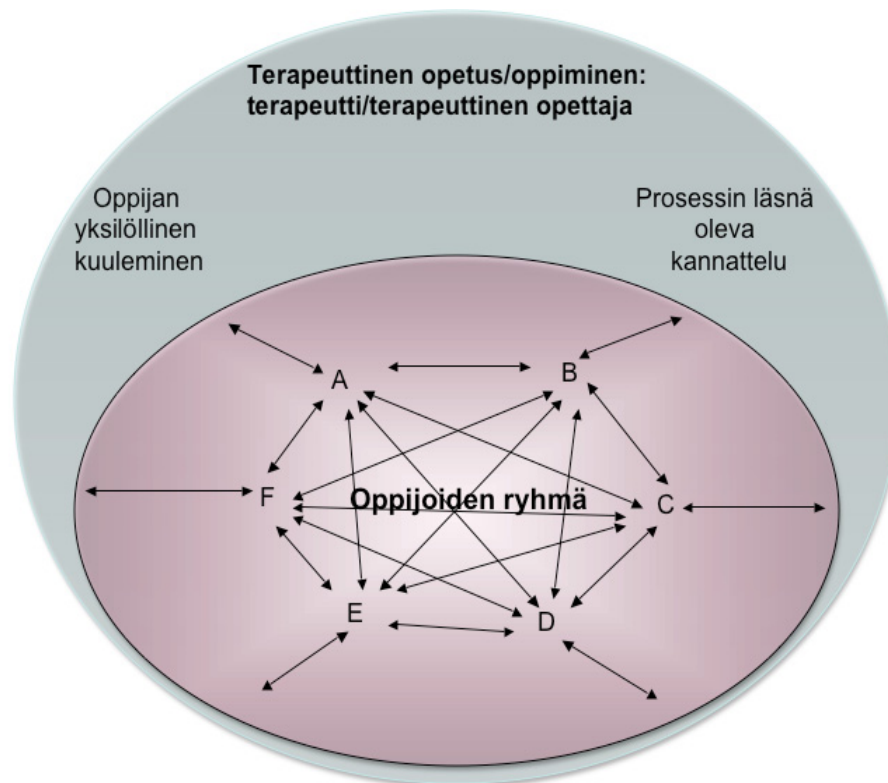 Terapeuttinen opetus/oppiminen:
terapeutti/terapeuttinen opettaja
Oppijan
yksilöllinen
kuuleminen
Prosessin läsnä
oleva
kannattelu
A
B
F
Oppijoiden ryhmä
C
E
D